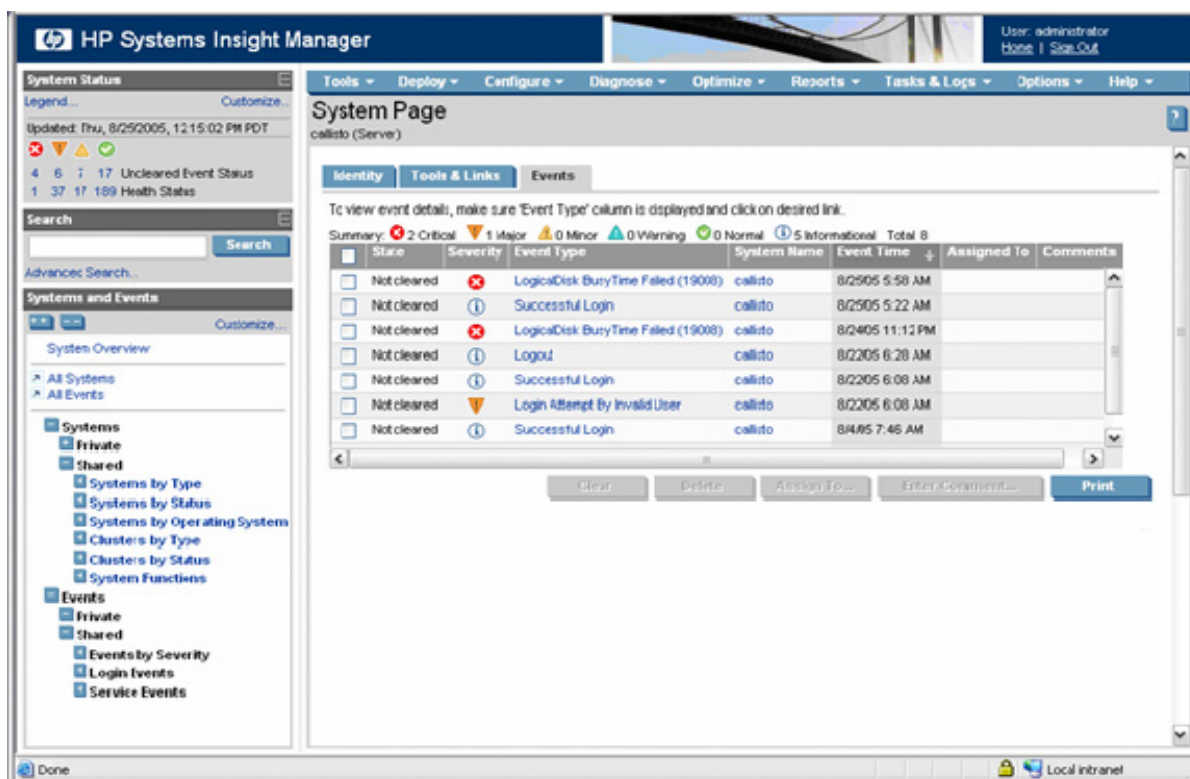 HP Systems Insight Manager
User: administrator
Home | Sign Out
System Status
Legend...
Customize...
Updated: Thu, 8/25/2005, 12:15:02 PM PDT
4 6 7 17 Uncleared Event Status
1 37 17 189 Health Status
Search
Search
Advanced Search...
Systems and Events
Customize...
System Overview
All Systems
All Events
Systems
Private
Shared
Systems by Type
Systems by Status
Systems by Operating System
Clusters by Type
Clusters by Status
System Functions
Events
Private
Shared
Events by Severity
Login Events
Service Events
Tools Deploy Configure Diagnose Optimize Reports Tasks & Logs Options Help
System Page
callisto (Server)
?
Identity Tools & Links Events
To view event details, make sure 'Event Type' column is displayed and click on desired link.
Summary: 2 Critical 1 Major 0 Minor 0 Warning 0 Normal 5 Informational Total 8
State Severity Event Type System Name Event Time Assigned To Comments
Not cleared LogicalDisk BusyTime Failed (19008) callisto 8/25/05 5:58 AM
Not cleared Successful Login callisto 8/25/05 5:22 AM
Not cleared LogicalDisk BusyTime Failed (19008) callisto 8/24/05 11:12 PM
Not cleared Logout callisto 8/22/05 6:28 AM
Not cleared Successful Login callisto 8/22/05 6:08 AM
Not cleared Login Attempt By Invalid User callisto 8/22/05 6:08 AM
Not cleared Successful Login callisto 8/4/05 7:46 AM
Clear Delete Assign To... Enter Comment... Print
Done
Local intranet